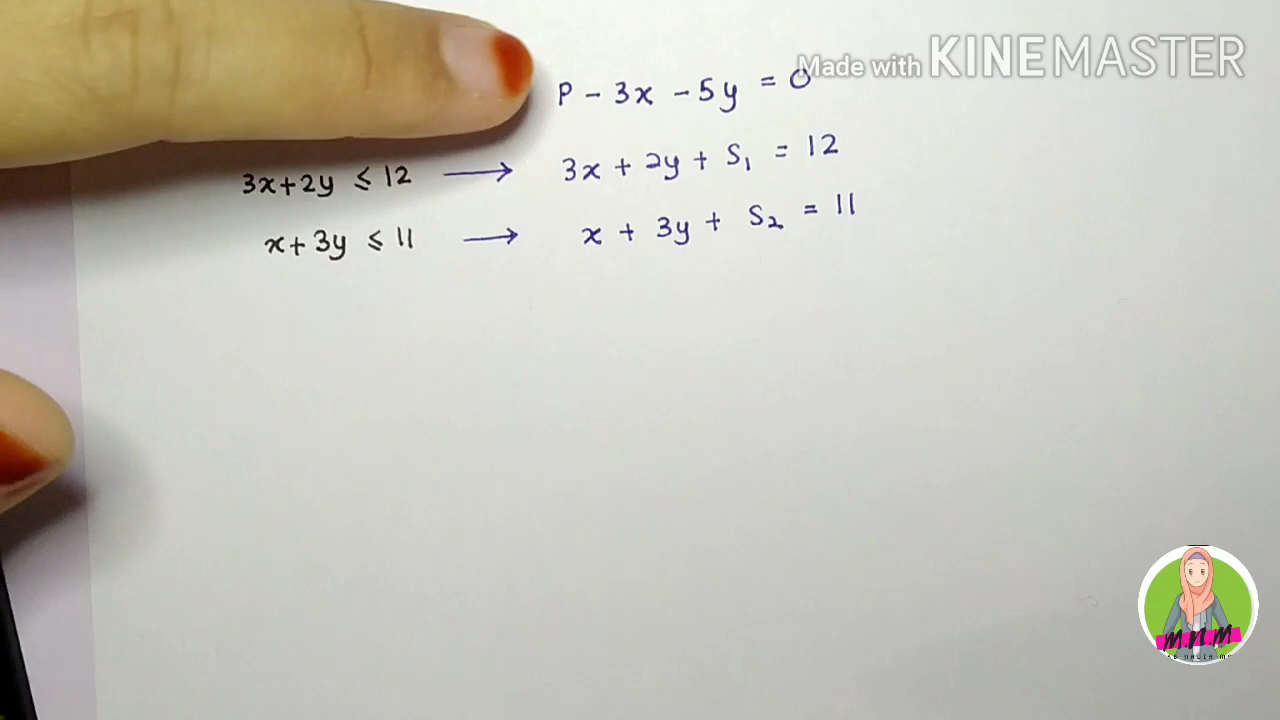 Made with KINEMASTER
P - 3x - 5y = 0
3x+2y ≤ 12 → 3x + 2y + S₁ = 12
x+3y ≤ 11 → x + 3y + S₂ = 11
M.N.M